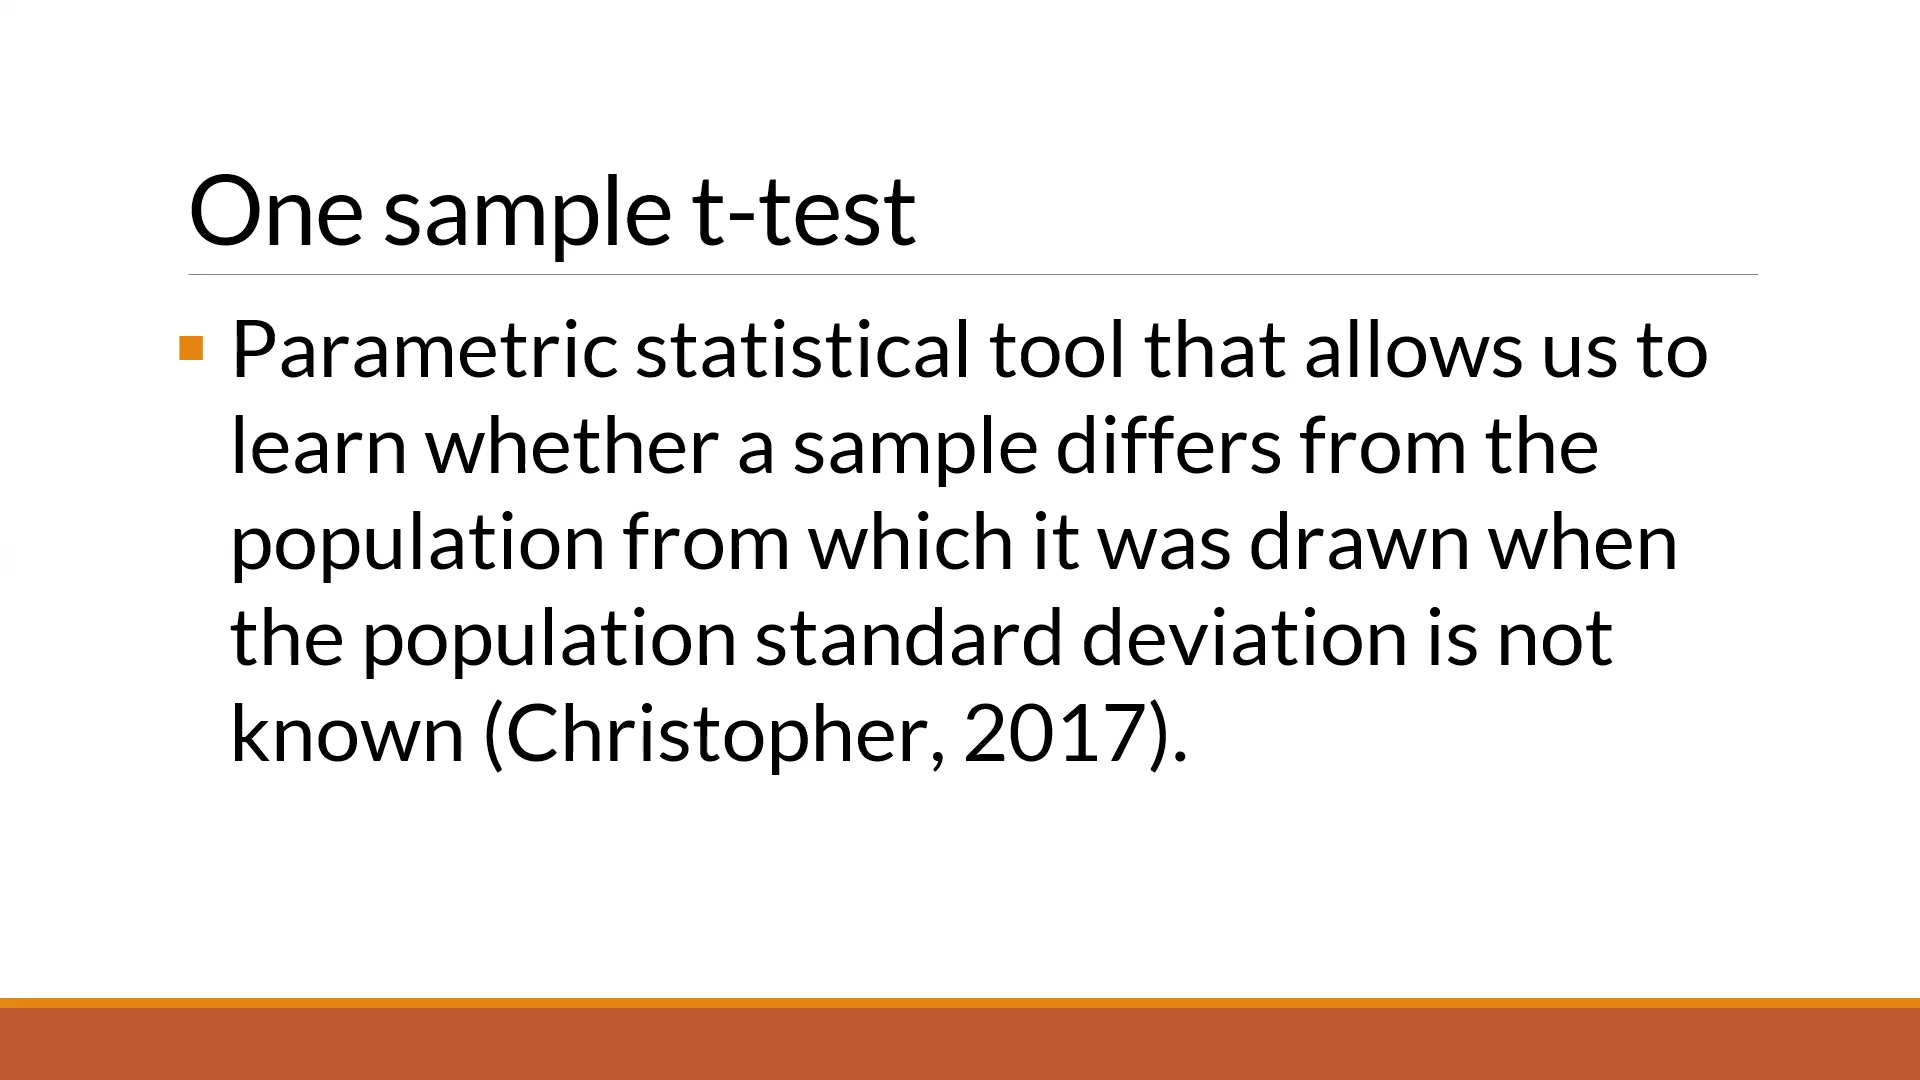 One sample t-test
Parametric statistical tool that allows us to
learn whether a sample differs from the
population from which it was drawn when
the population standard deviation is not
known (Christopher, 2017).